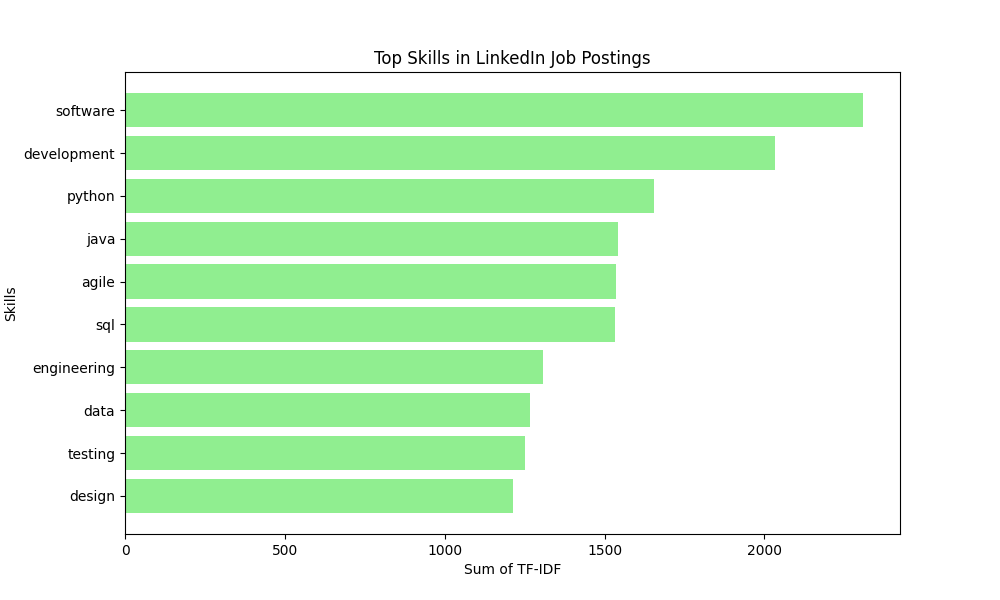 Top Skills in LinkedIn Job Postings
software
development
python
java
agile
sql
engineering
data
testing
design
Skills
0 500 1000 1500 2000
Sum of TF-IDF